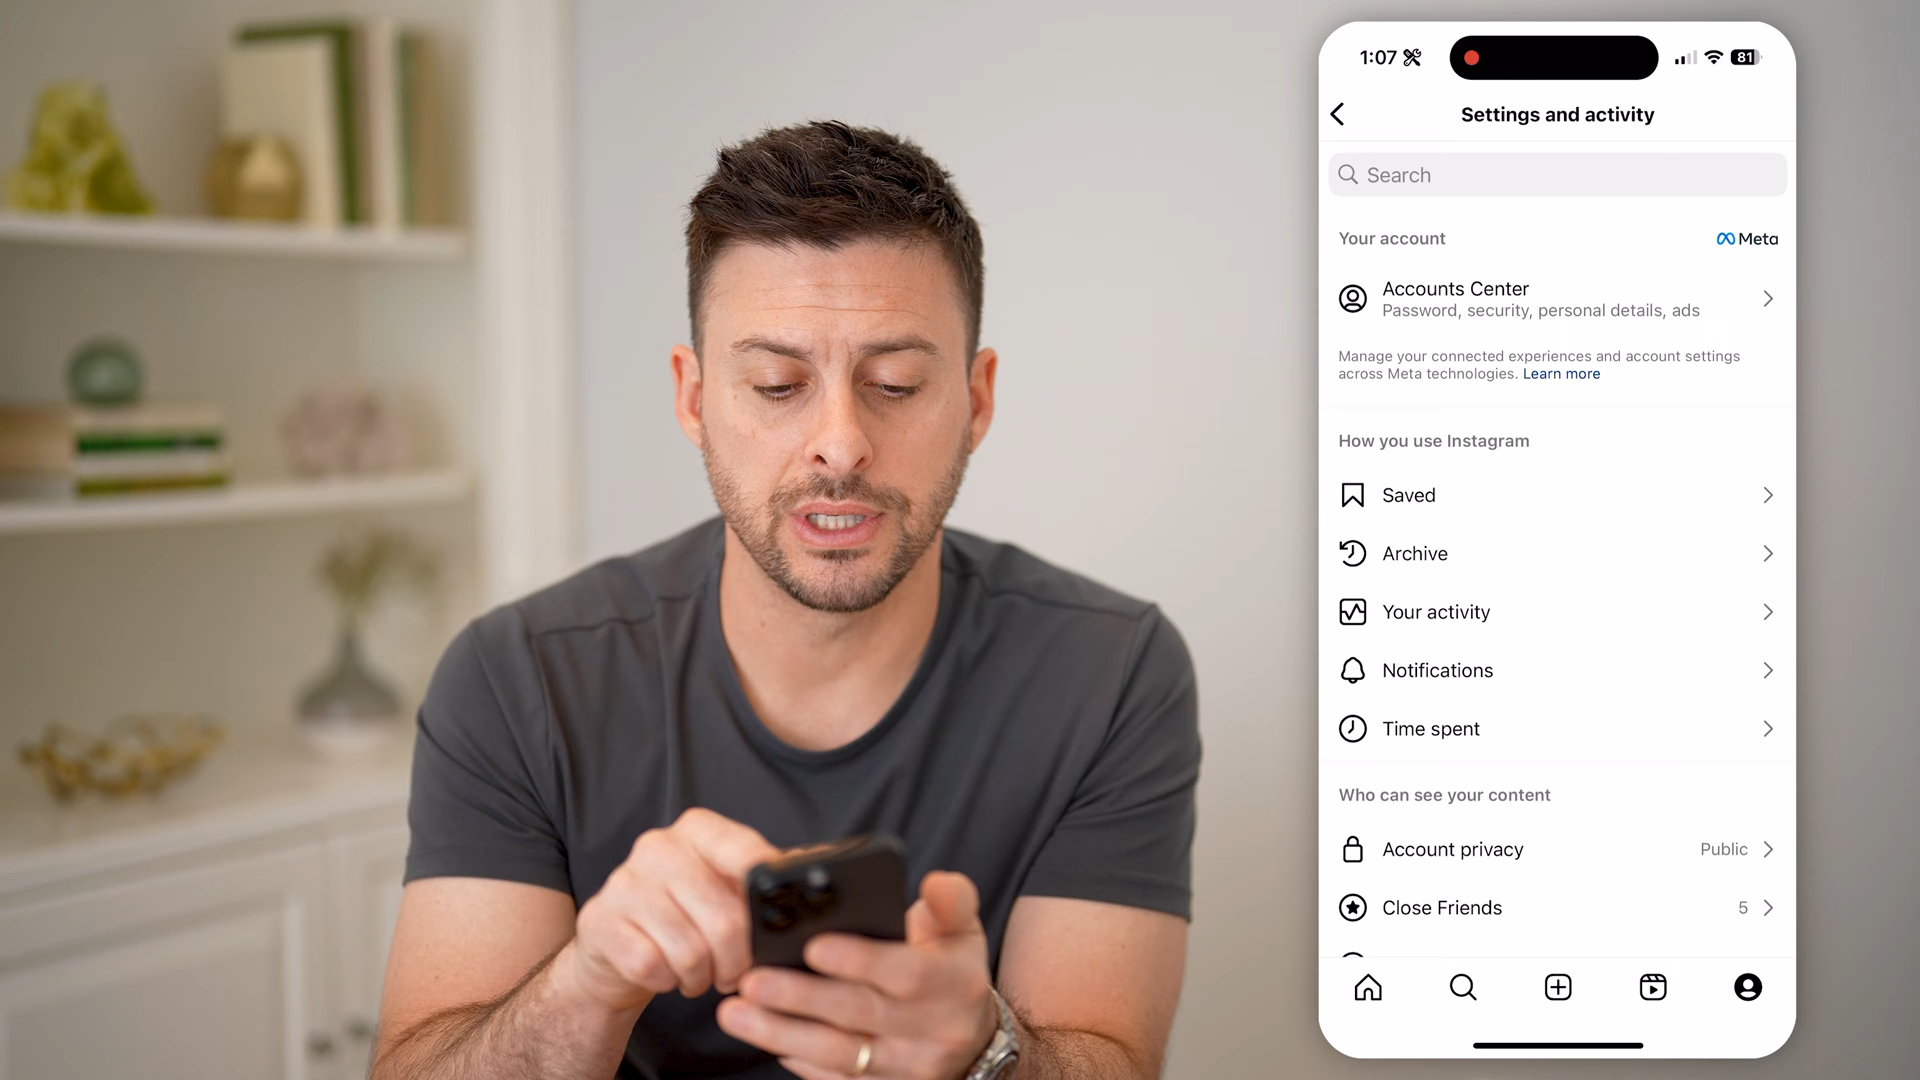 1:07
81
Settings and activity
Search
Your account
Meta
Accounts Center
Password, security, personal details, ads
Manage your connected experiences and account settings
across Meta technologies. Learn more
How you use Instagram
Saved
Archive
Your activity
Notifications
Time spent
Who can see your content
Account privacy
Public
Close Friends
5